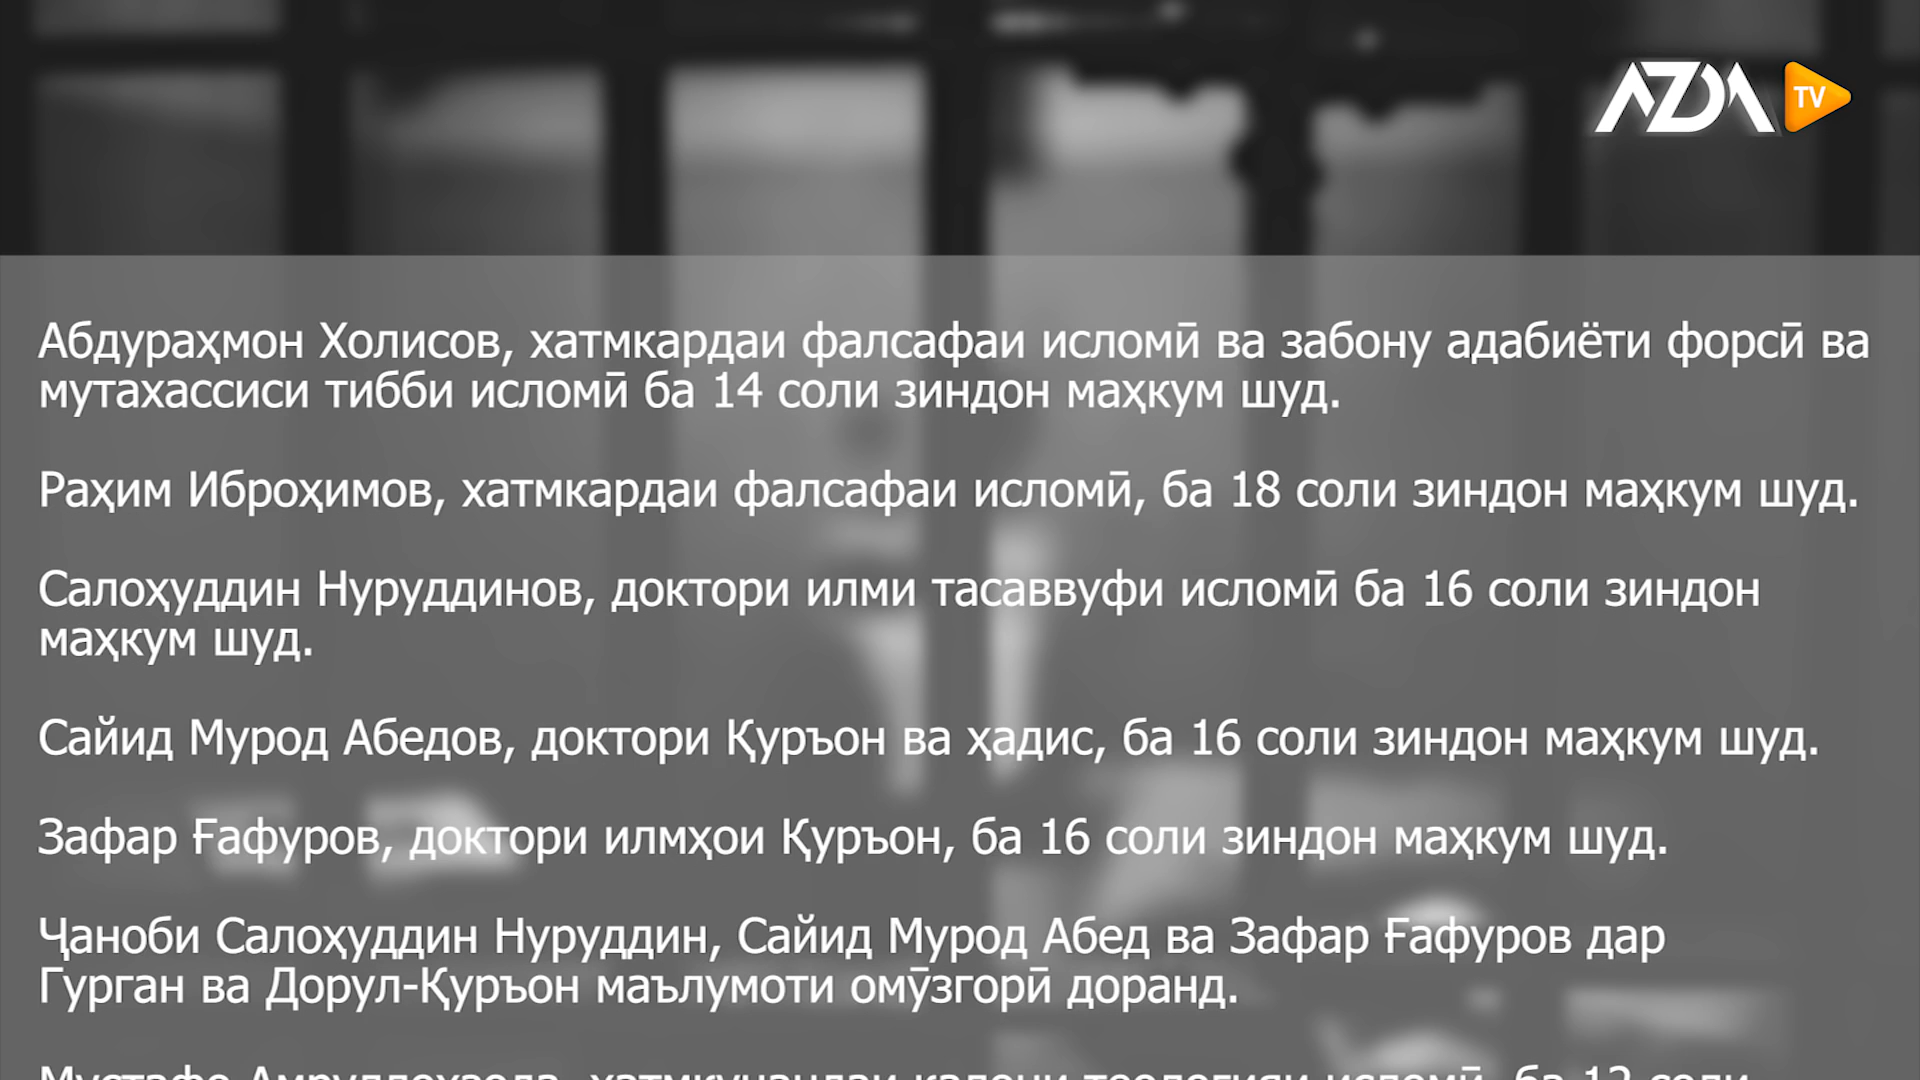 AZDA TV
Абдураҳмон Холисов, хатмкардаи фалсафаи исломӣ ва забону адабиёти форсӣ ва
мутахассиси тибби исломӣ ба 14 соли зиндон маҳкум шуд.
Раҳим Иброҳимов, хатмкардаи фалсафаи исломӣ, ба 18 соли зиндон маҳкум шуд.
Салоҳуддин Нуруддинов, доктори илми тасаввуфи исломӣ ба 16 соли зиндон
маҳкум шуд.
Сайид Мурод Абедов, доктори Қуръон ва ҳадис, ба 16 соли зиндон маҳкум шуд.
Зафар Ғафуров, доктори илмҳои Қуръон, ба 16 соли зиндон маҳкум шуд.
Ҷаноби Салоҳуддин Нуруддин, Сайид Мурод Абед ва Зафар Ғафуров дар
Гурган ва Дорул-Қуръон маълумоти омӯзгорӣ доранд.